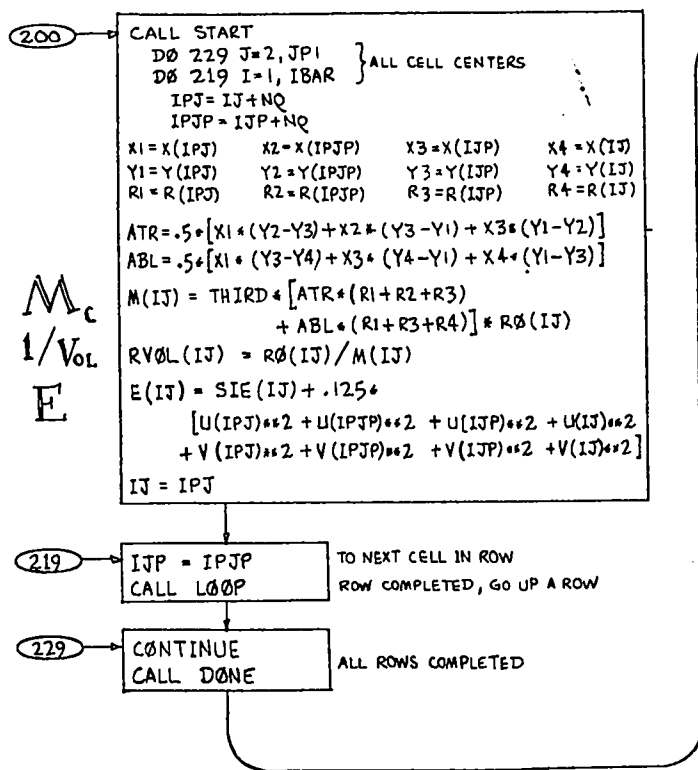 200
CALL START
DØ 229 J=2, JP1
DØ 219 I=1, IBAR
} ALL CELL CENTERS
IPJ= IJ+NQ
IPJP = IJP+NQ
X1 = X(IPJ) X2 = X(IPJP) X3 = X(IJP) X4 = X(IJ)
Y1 = Y(IPJ) Y2 = Y(IPJP) Y3 = Y(IJP) Y4 = Y(IJ)
R1 = R(IPJ) R2 = R(IPJP) R3 = R(IJP) R4 = R(IJ)
ATR = .5*[X1*(Y2-Y3)+X2*(Y3-Y1)+X3*(Y1-Y2)]
ABL = .5*[X1*(Y3-Y4)+X3*(Y4-Y1)+X4*(Y1-Y3)]
Mc
M(IJ) = THIRD*[ATR*(R1+R2+R3)
+ ABL*(R1+R3+R4)]*RØ(IJ)
1/VOL
RVØL(IJ) = RØ(IJ)/M(IJ)
E
E(IJ) = SIE(IJ)+.125*
[U(IPJ)**2 + U(IPJP)**2 + U(IJP)**2 + U(IJ)**2
+ V(IPJ)**2 + V(IPJP)**2 + V(IJP)**2 + V(IJ)**2]
IJ = IPJ
219
IJP = IPJP
TO NEXT CELL IN ROW
CALL LØØP
ROW COMPLETED, GO UP A ROW
229
CØNTINUE
CALL DØNE
ALL ROWS COMPLETED